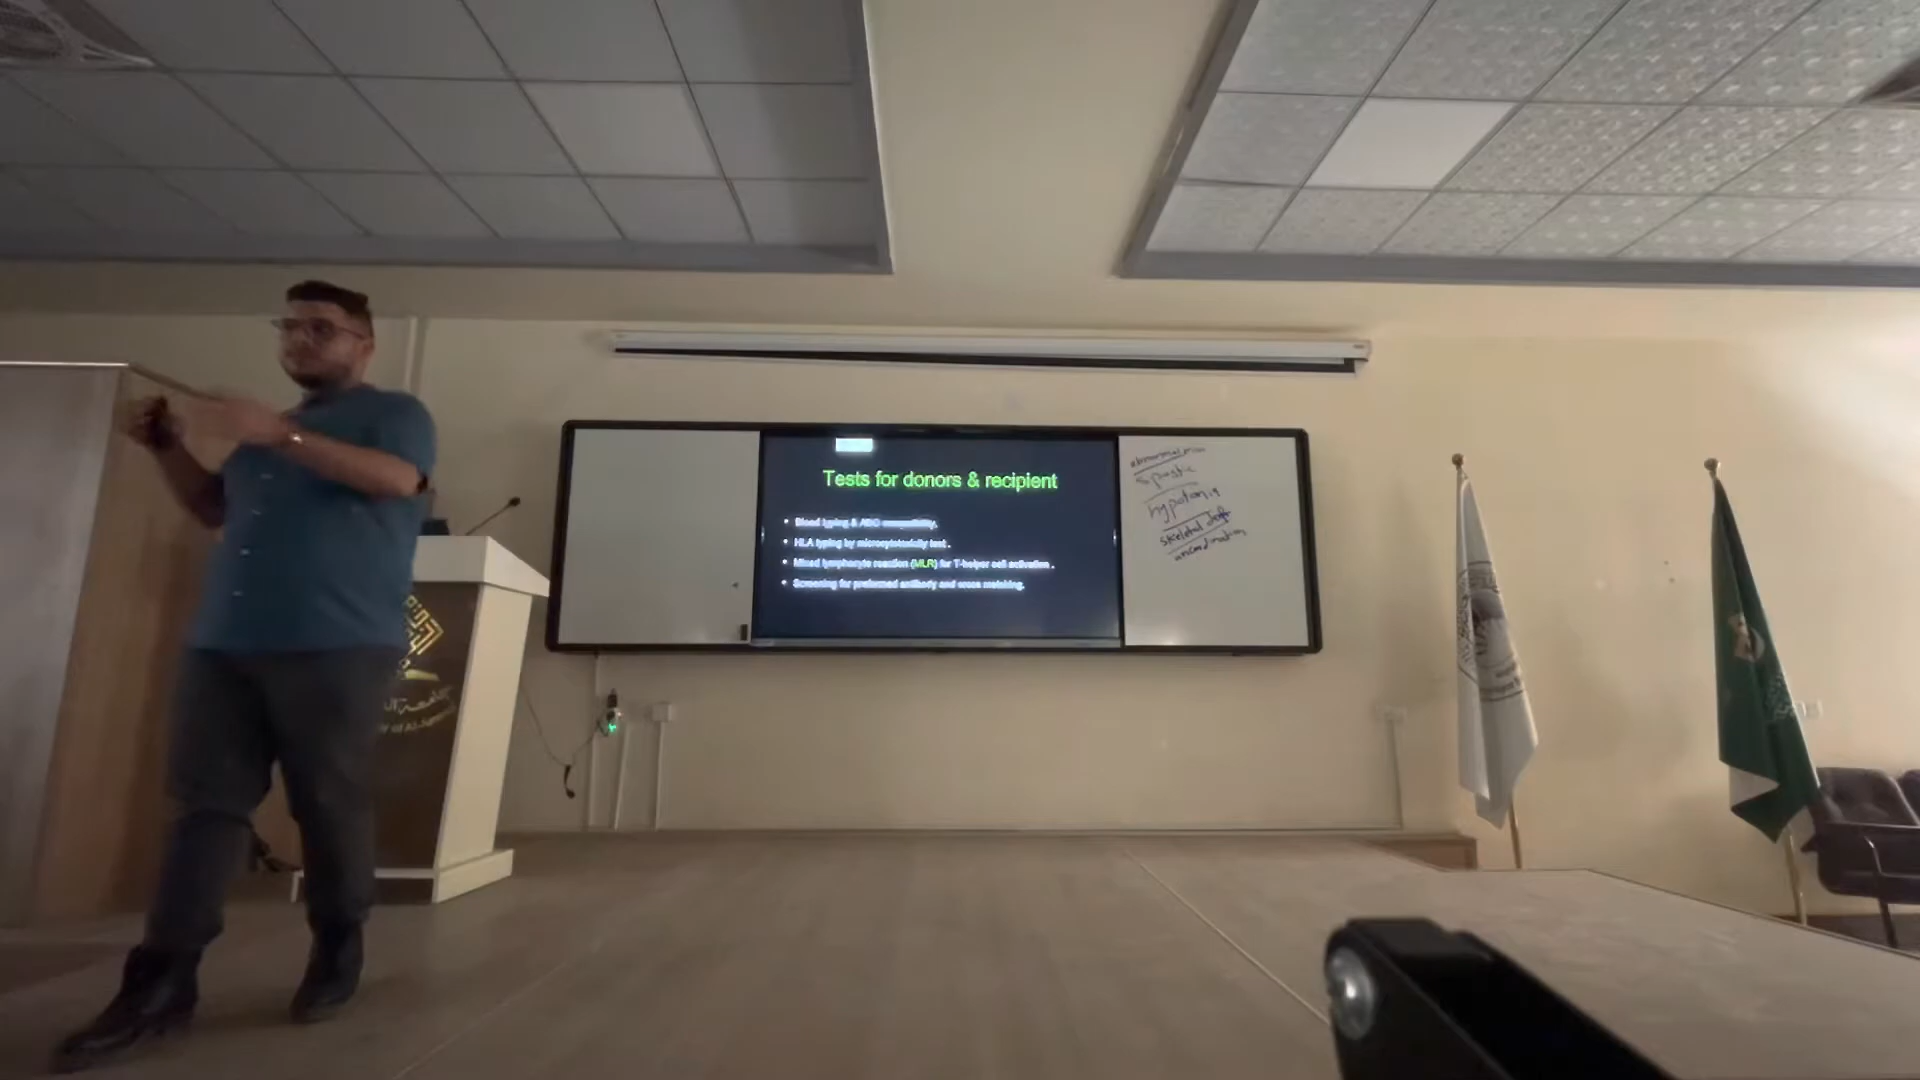 Tests for donors & recipient
• Blood typing & ABO compatibility.
• HLA typing by microcytotoxicity test .
• Mixed lymphocyte reaction (MLR) for T-helper cell activation .
• Screening for preformed antibody and cross matching.
abnormal
spastic
hypotonia
skeletal